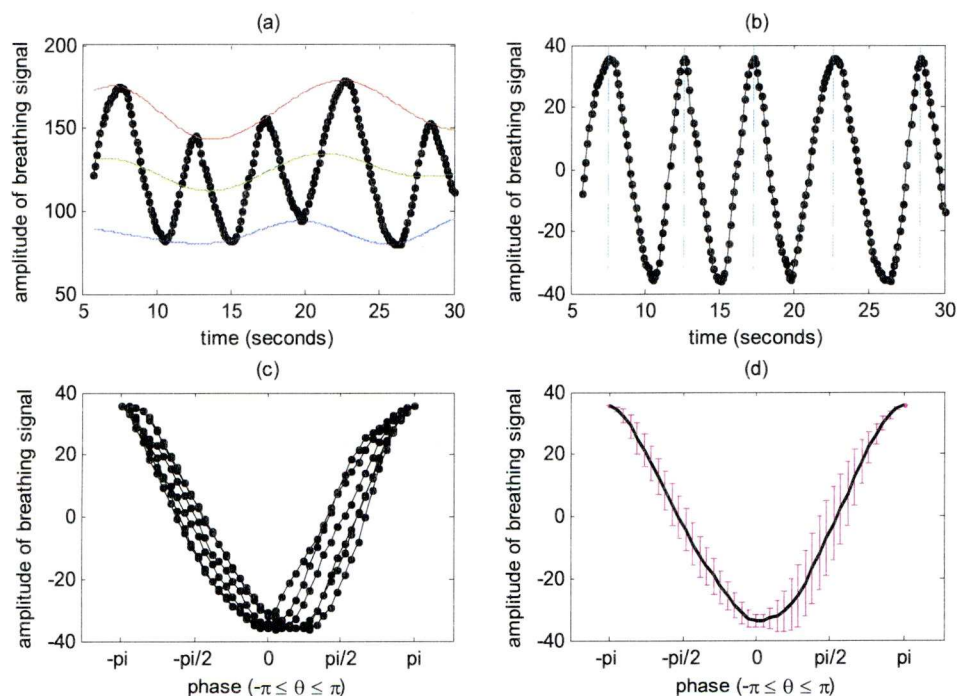 (a)
200
150
100
50
5
10
15
20
25
30
amplitude of breathing signal
time (seconds)
(b)
40
20
0
-20
-40
5
10
15
20
25
30
amplitude of breathing signal
time (seconds)
(c)
40
20
0
-20
-40
-pi
-pi/2
0
pi/2
pi
amplitude of breathing signal
phase (-π ≤ θ ≤ π)
(d)
40
20
0
-20
-40
-pi
-pi/2
0
pi/2
pi
amplitude of breathing signal
phase (-π ≤ θ ≤ π)